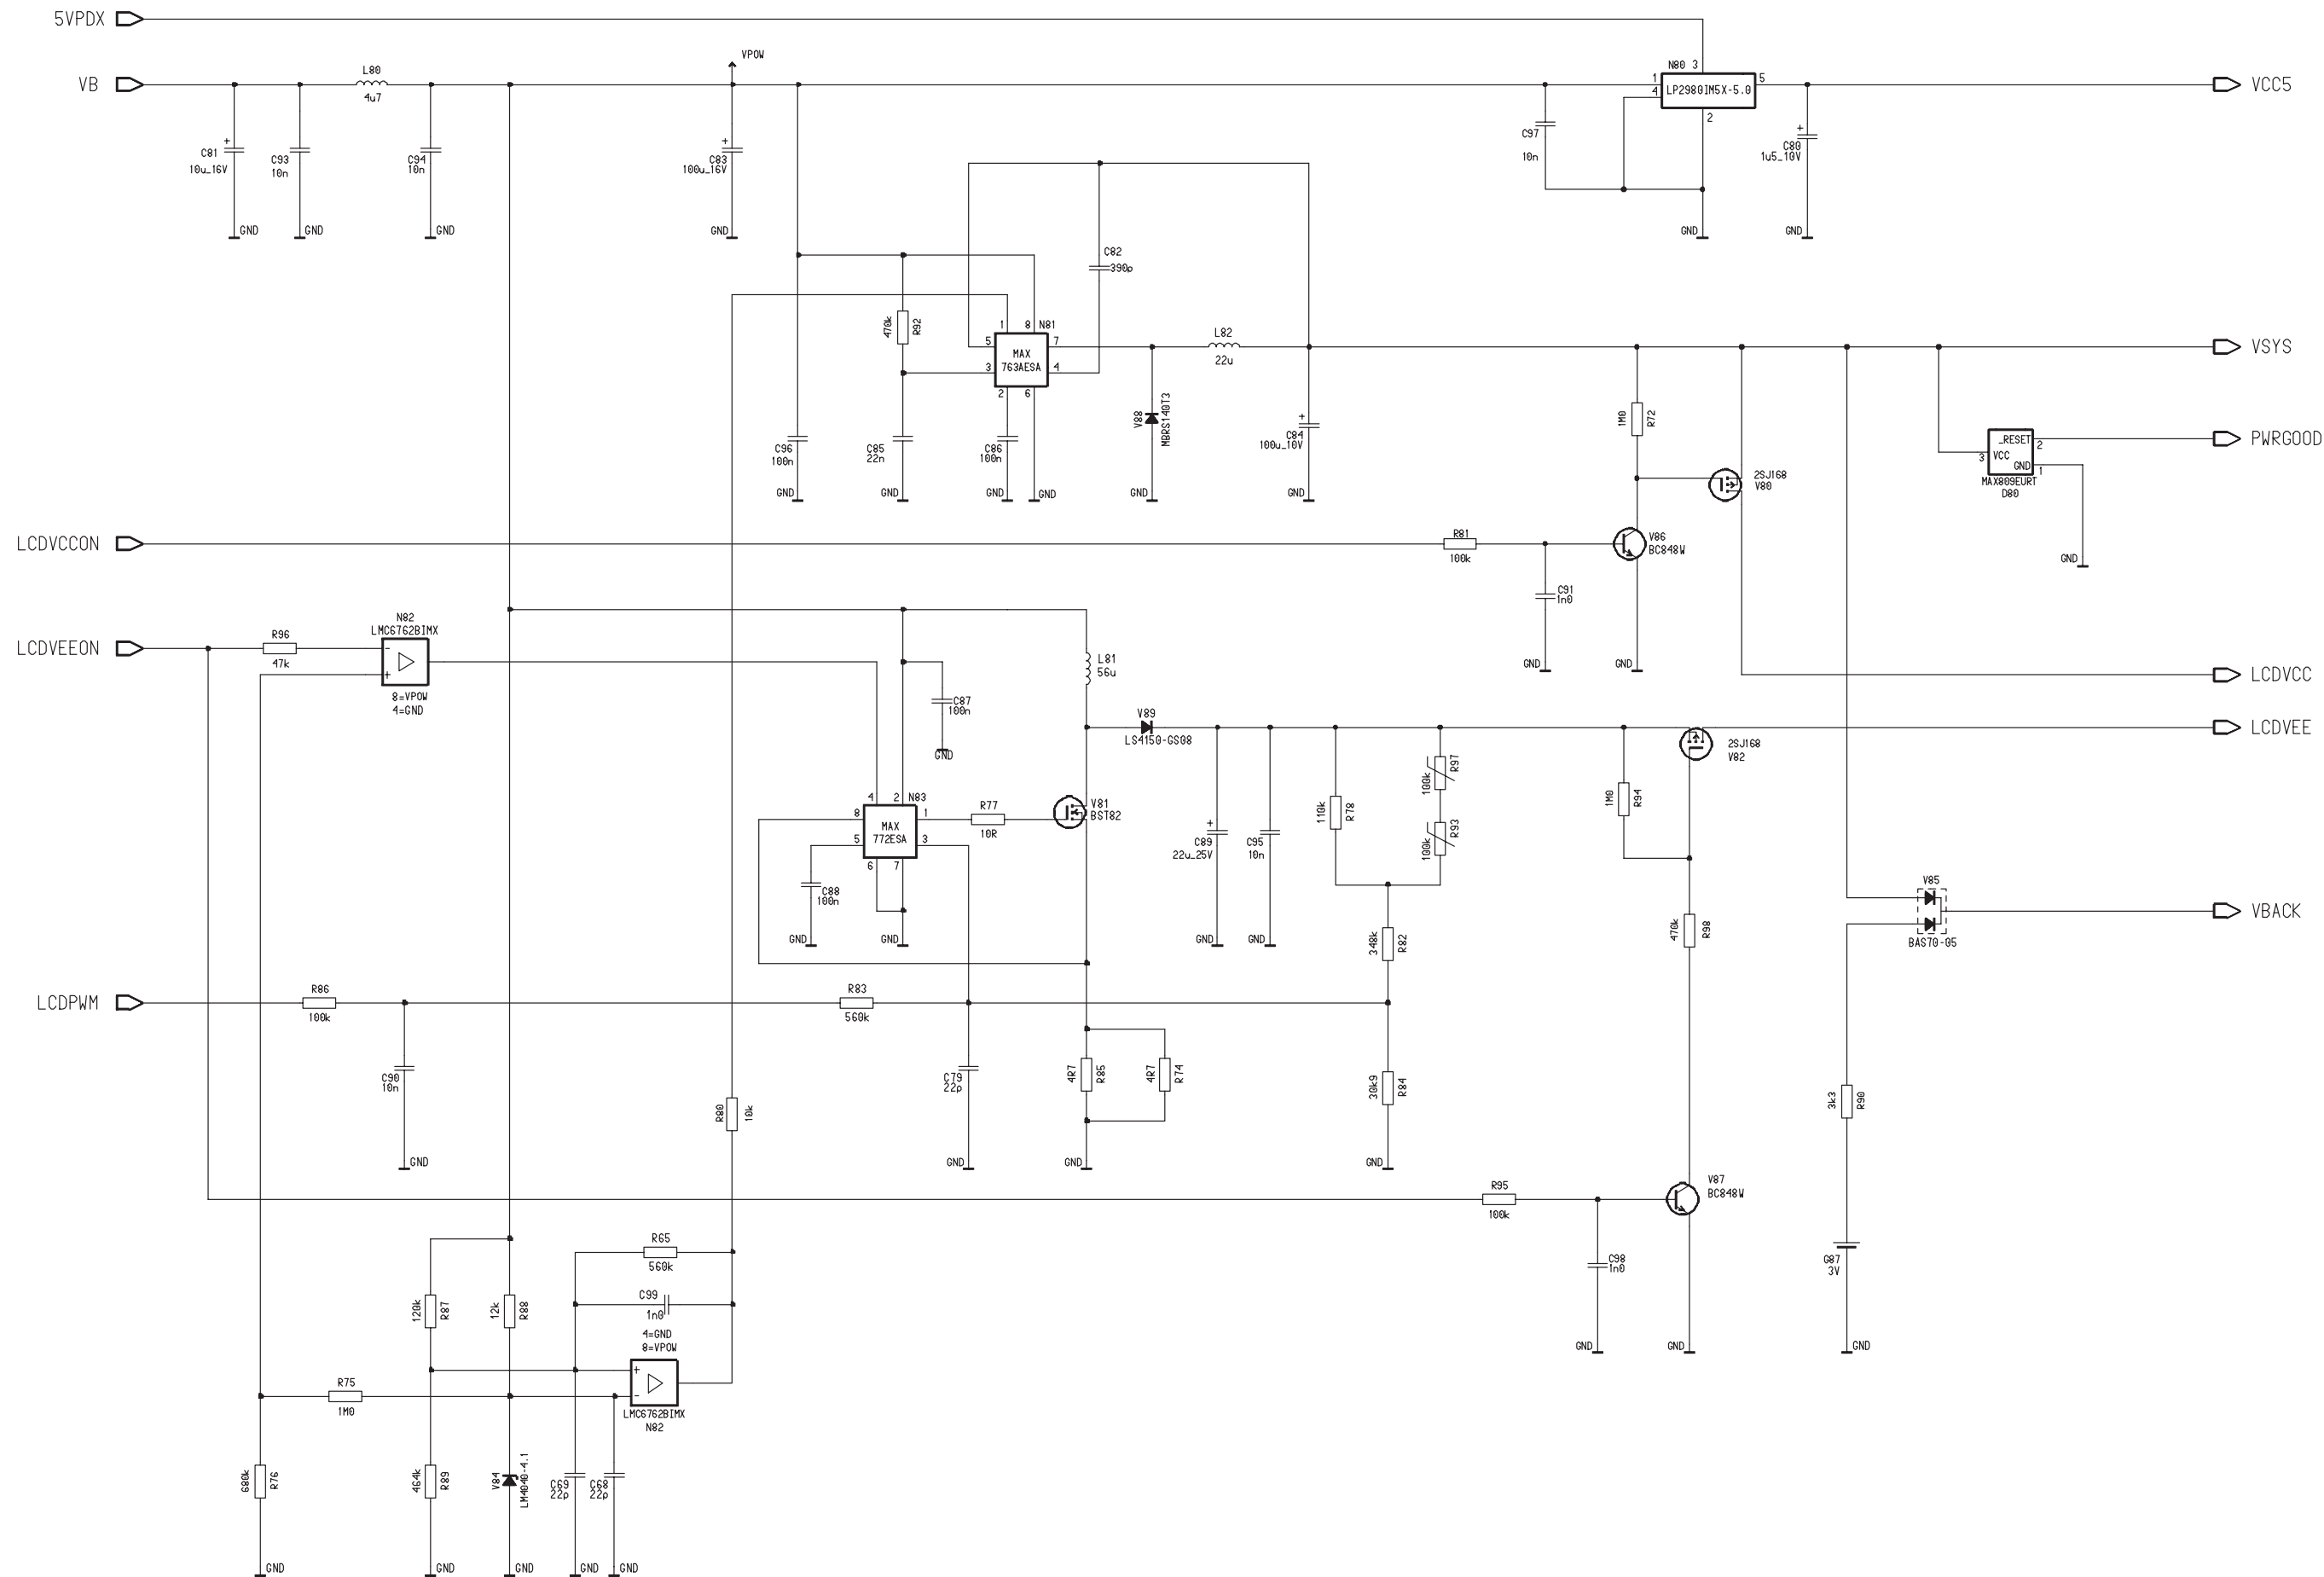 5VPDX
VPOW
VB
L80
4u7
N80 3
1
4
LP2980IM5X-5.0
5
2
VCC5
+
C81
10u_16V
GND
C93
10n
GND
C94
10n
GND
+
C83
100u_16V
GND
C97
10n
GND
+
C80
1u5_10V
GND
C82
390p
470k
R92
1
8
N81
5
7
MAX
763AESA
3
4
2
6
L82
22u
VSYS
V88
MBRS140T3
+
C84
100u_10V
C96
100n
C85
22n
C86
100n
GND
GND
GND
GND
GND
GND
1M0
R72
_RESET
2
PWRGOOD
3
VCC
GND
1
MAX809EURT
D80
GND
2SJ168
V80
LCDVCCON
R81
100k
V86
BC848W
C91
1n0
GND
GND
N82
LMC6762BIMX
LCDVEEON
R96
47k
-
+
8=VPOW
4=GND
L81
56u
LCDVCC
C87
100n
GND
V89
LS4150-GS08
LCDVEE
2SJ168
V82
4
2
N83
8
1
MAX
772ESA
5
3
6
7
R77
10R
V81
BST82
C88
100n
GND
GND
+
C89
22u_25V
GND
C95
10n
GND
110k
R78
100k
R97
100k
R93
1M0
R94
348k
R82
470k
R98
V85
BAS70-05
VBACK
LCDPWM
R86
100k
R83
560k
C90
10n
GND
R80
10k
C79
22p
GND
4R7
R85
4R7
R74
GND
30k9
R84
GND
3k3
R90
R95
100k
V87
BC848W
C98
1n0
GND
GND
G87
3V
GND
R65
560k
C99
1n0
4=GND
8=VPOW
120k
R87
12k
R88
+
-
LMC6762BIMX
N82
R75
1M0
680k
R76
GND
464k
R89
GND
V84
LM4040-4.1
GND
C69
22p
GND
C68
22p
GND